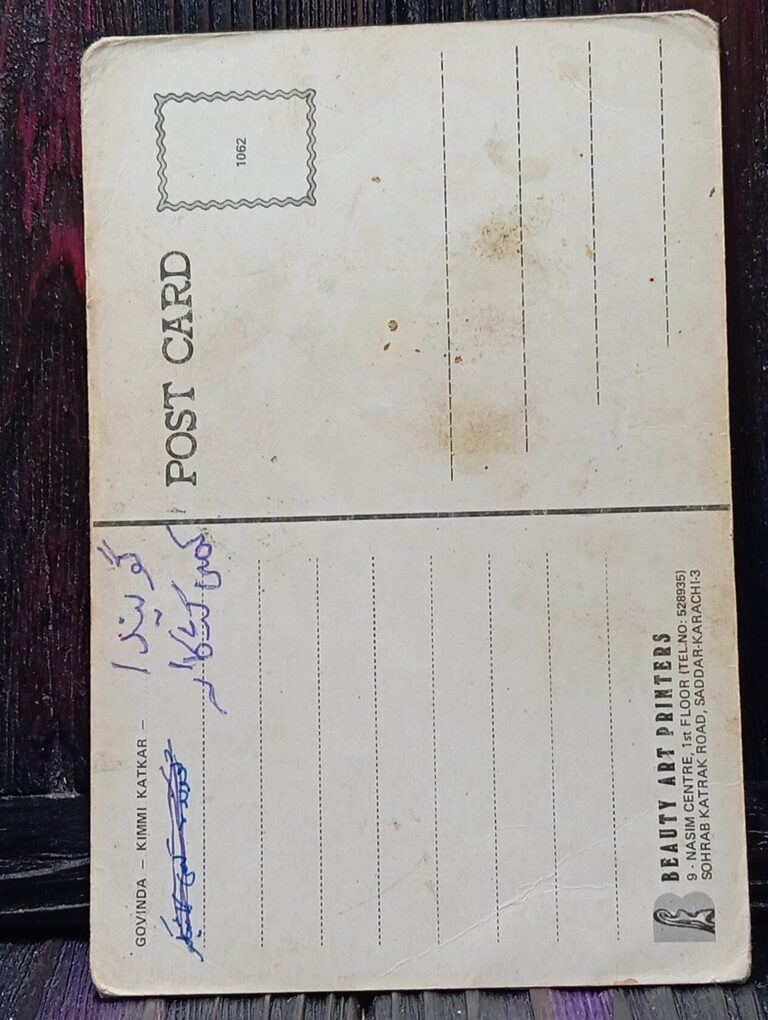 GOVINDA – KIMMI KATKAR –
گویندا
کمی کاٹکر
POST CARD
1062
BEAUTY ART PRINTERS
9 - NASIM CENTRE, 1st FLOOR (TEL.NO: 528935)
SOHRAB KATRAK ROAD, SADDAR-KARACHI-3